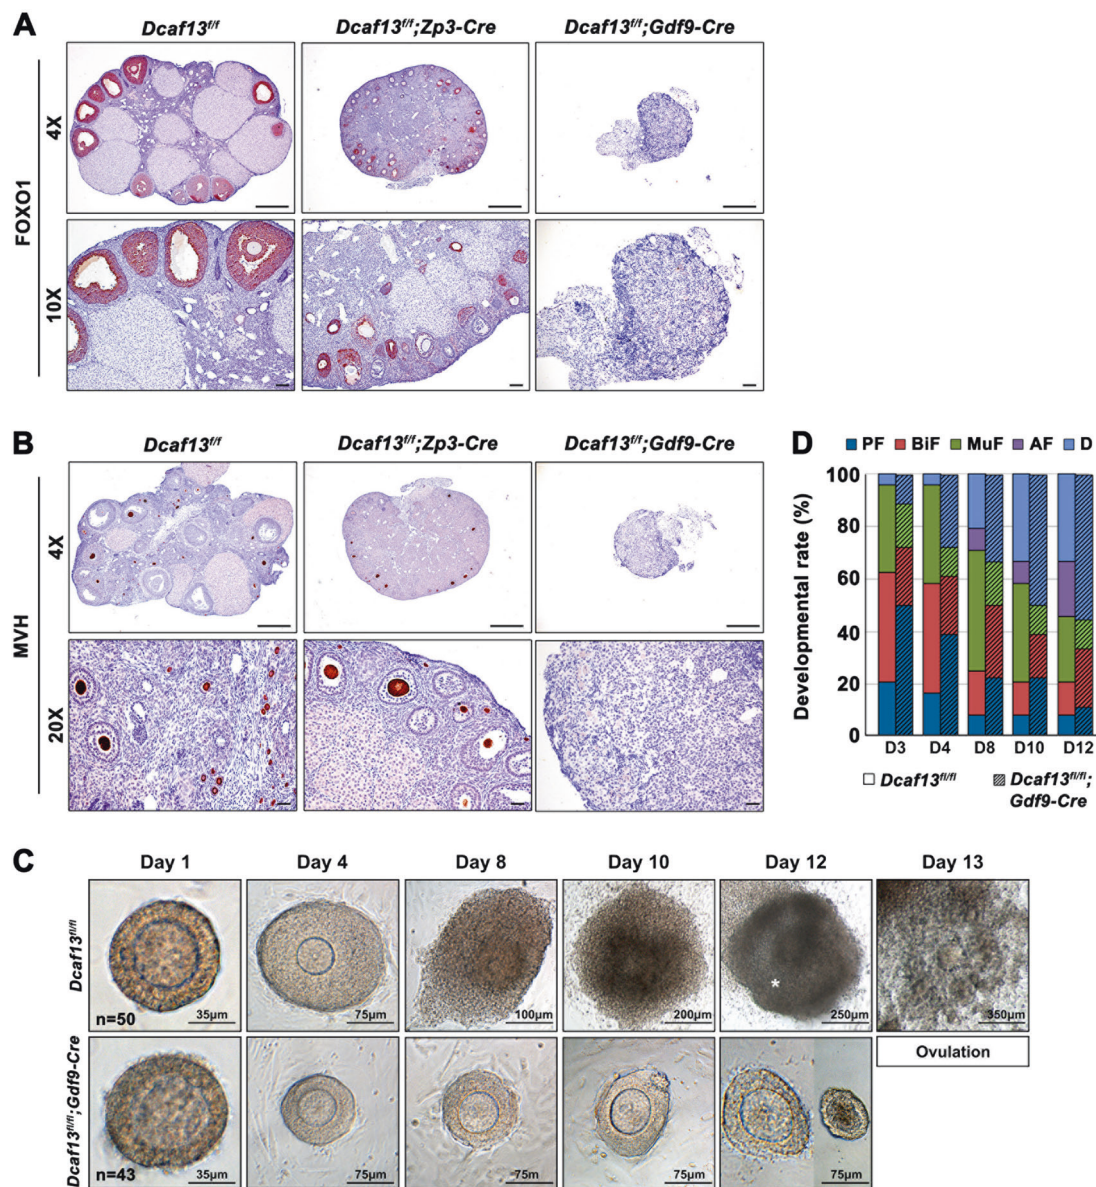 A
Dcaf13f/f
Dcaf13f/f;Zp3-Cre
Dcaf13f/f;Gdf9-Cre
FOXO1
4X
10X
B
Dcaf13f/f
Dcaf13f/f;Zp3-Cre
Dcaf13f/f;Gdf9-Cre
MVH
4X
20X
D
PF BiF MuF AF D
Developmental rate (%)
100
80
60
40
20
0
D3 D4 D8 D10 D12
Dcaf13fl/fl
Dcaf13fl/fl;
Gdf9-Cre
C
Day 1 Day 4 Day 8 Day 10 Day 12 Day 13
Dcaf13fl/fl
n=50
35µm
75µm
100µm
200µm
*
250µm
350µm
Ovulation
Dcaf13fl/fl;Gdf9-Cre
n=43
35µm
75µm
75m
75µm
75µm